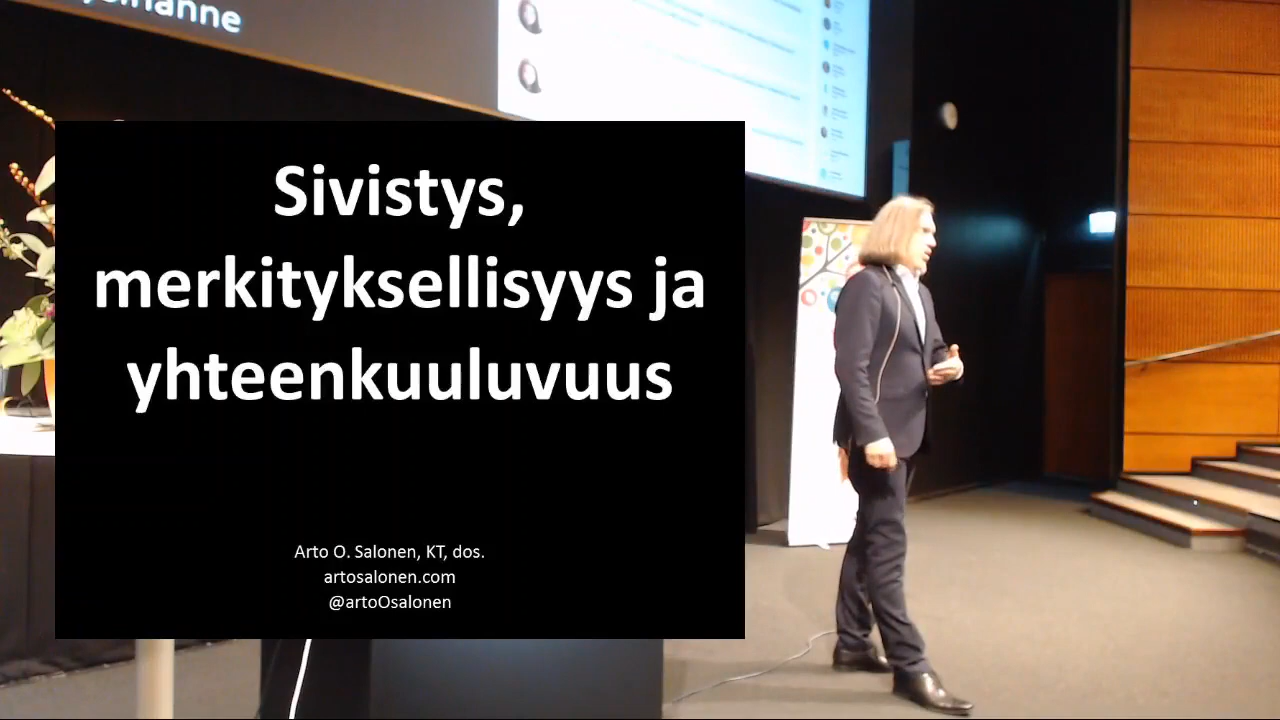 Sivistys,
merkityksellisyys ja
yhteenkuuluvuus
Arto O. Salonen, KT, dos.
artosalonen.com
@artoOsalonen